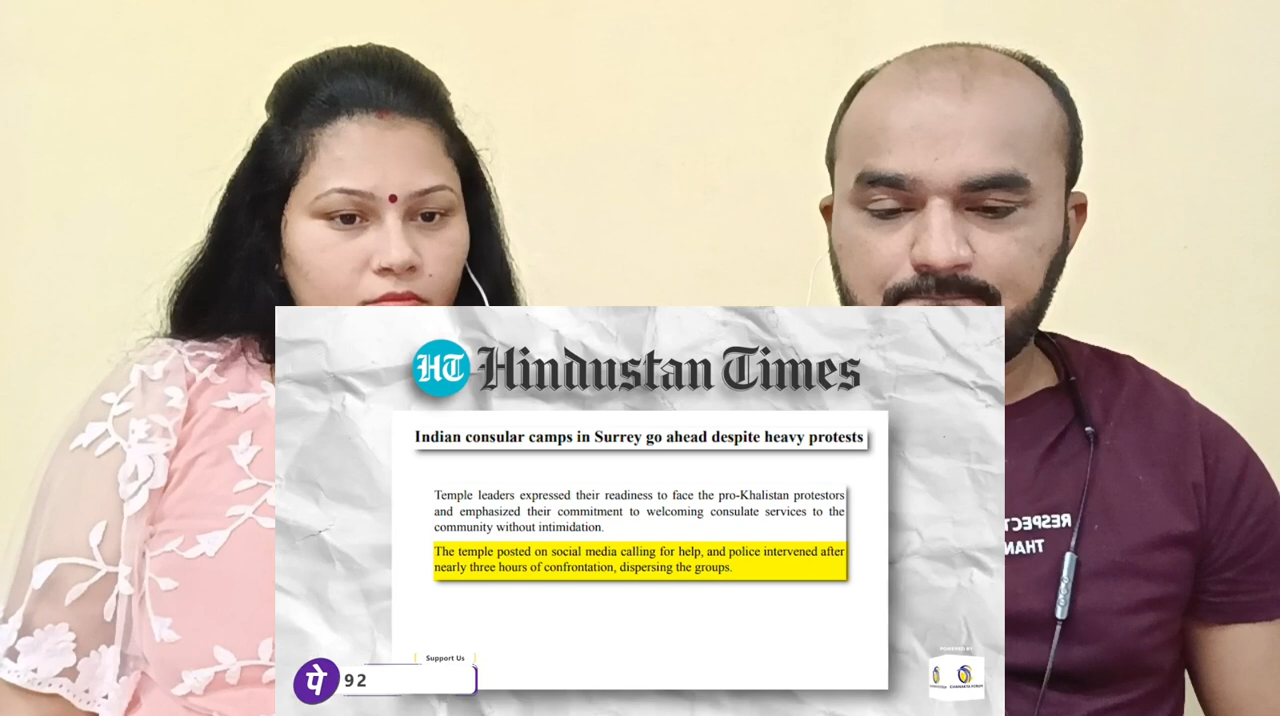 HT Hindustan Times
Indian consular camps in Surrey go ahead despite heavy protests
Temple leaders expressed their readiness to face the pro-Khalistan protestors
and emphasized their commitment to welcoming consulate services to the
community without intimidation.
The temple posted on social media calling for help, and police intervened after
nearly three hours of confrontation, dispersing the groups.
RESPECT
THAN
Support Us
पे 92
POWERED BY